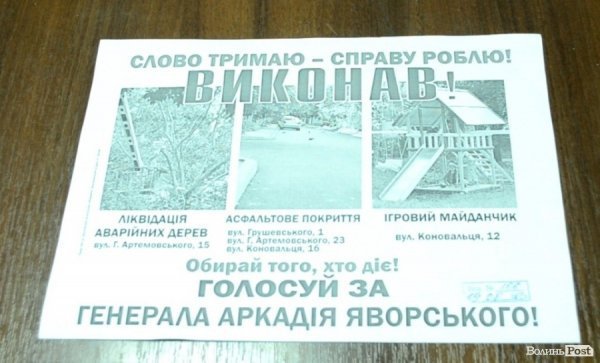 СЛОВО ТРИМАЮ – СПРАВУ РОБЛЮ!
ВИКОНАВ!
ЛІКВІДАЦІЯ
АВАРІЙНИХ ДЕРЕВ
вул. Г. Артемовського, 15
АСФАЛЬТОВЕ ПОКРИТТЯ
вул. Грушевського, 1
вул. Г. Артемовського, 23
вул. Коновальця, 16
ІГРОВИЙ МАЙДАНЧИК
вул. Коновальця, 12
Обирай того, хто діє!
ГОЛОСУЙ ЗА
ГЕНЕРАЛА АРКАДІЯ ЯВОРСЬКОГО!
Волинь Post